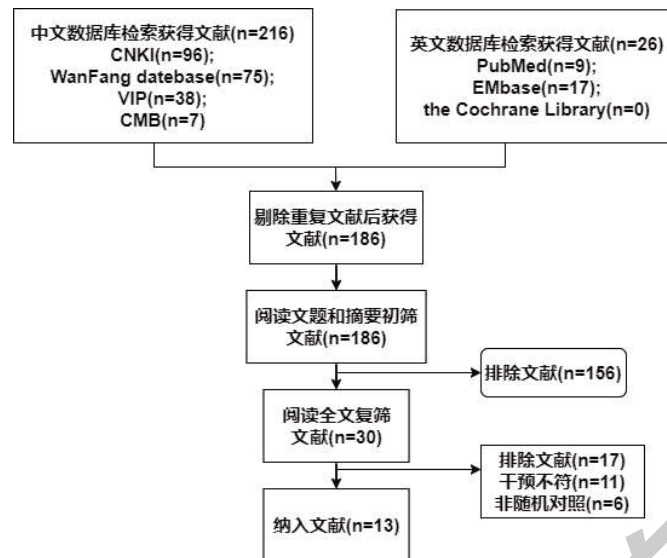 中文数据库检索获得文献(n=216)
CNKI(n=96);
WanFang datebase(n=75);
VIP(n=38);
CMB(n=7)
英文数据库检索获得文献(n=26)
PubMed(n=9);
EMbase(n=17);
the Cochrane Library(n=0)
剔除重复文献后获得
文献(n=186)
阅读文题和摘要初筛
文献(n=186)
排除文献(n=156)
阅读全文复筛
文献(n=30)
排除文献(n=17)
干预不符(n=11)
非随机对照(n=6)
纳入文献(n=13)